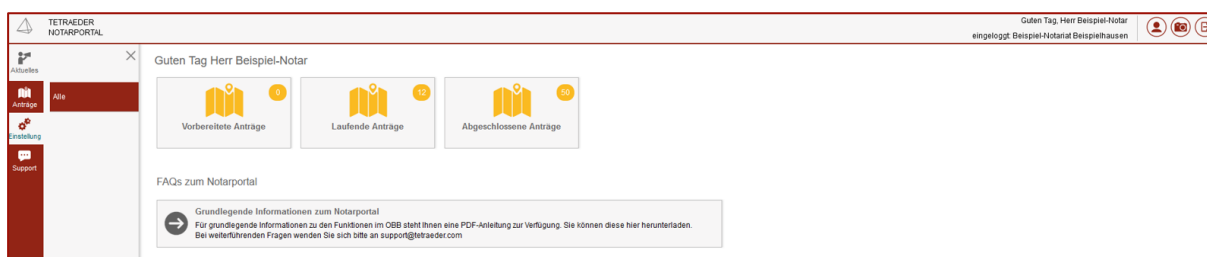 TETRAEDER
NOTARPORTAL
Guten Tag, Herr Beispiel-Notar
eingeloggt: Beispiel-Notariat Beispielhausen
Aktuelles
Anträge
Einstellung
Support
Alle
Guten Tag Herr Beispiel-Notar
0
Vorbereitete Anträge
12
Laufende Anträge
50
Abgeschlossene Anträge
FAQs zum Notarportal
Grundlegende Informationen zum Notarportal
Für grundlegende Informationen zu den Funktionen im OBB steht Ihnen eine PDF-Anleitung zur Verfügung. Sie können diese hier herunterladen.
Bei weiterführenden Fragen wenden Sie sich bitte an support@tetraeder.com